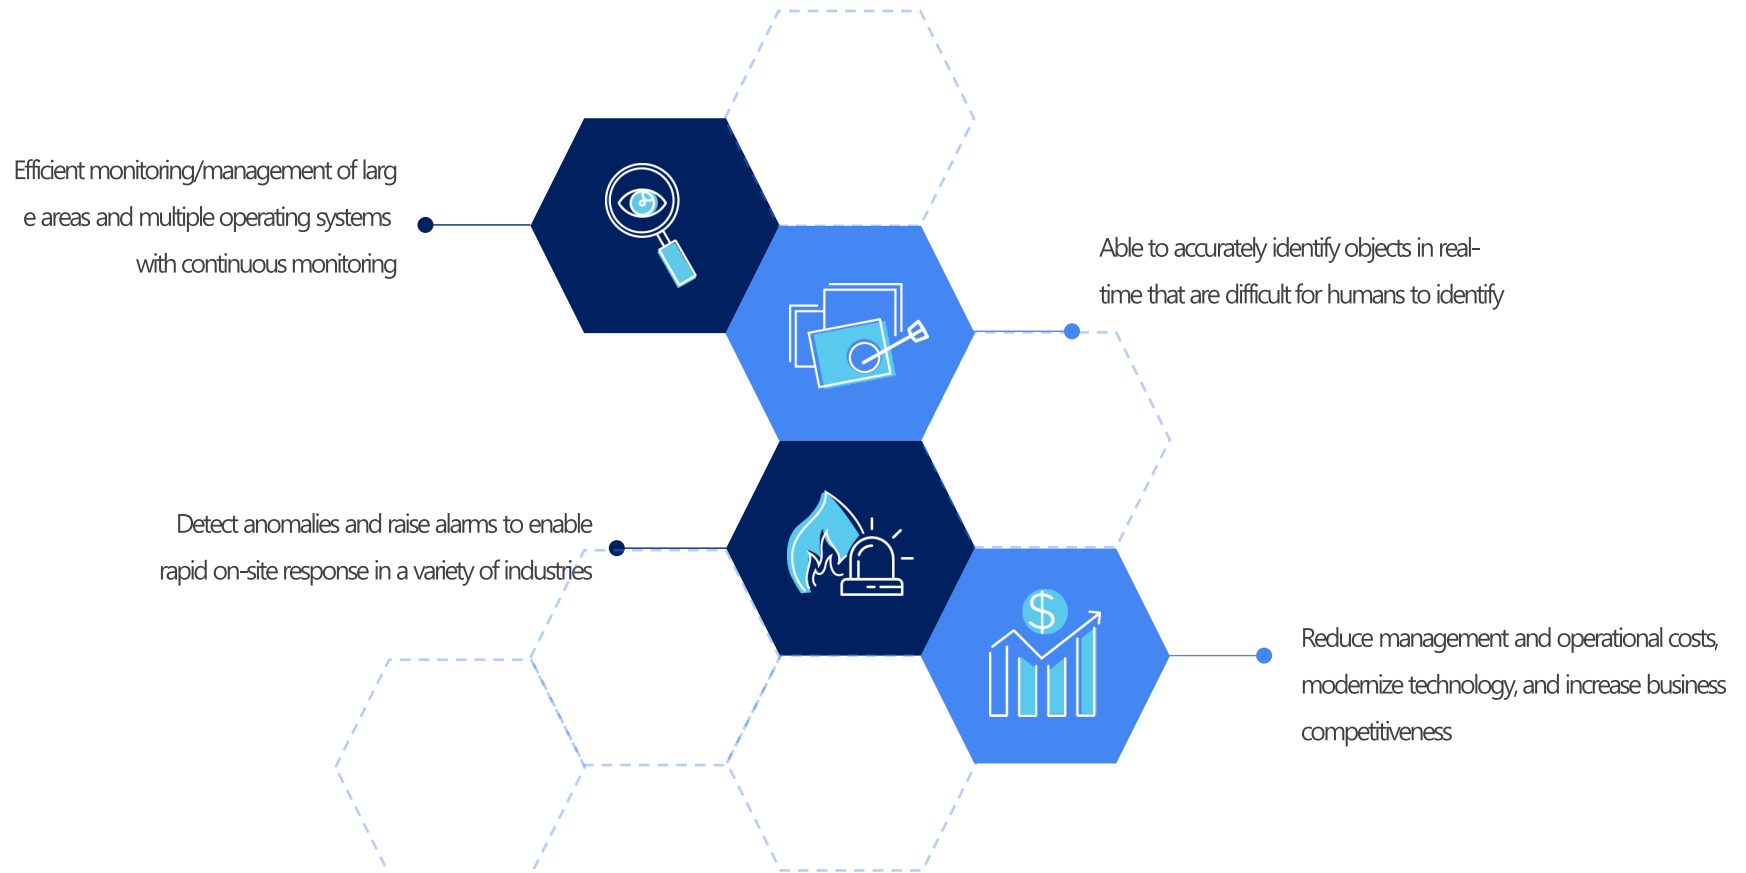 Efficient monitoring/management of larg
e areas and multiple operating systems
with continuous monitoring
Able to accurately identify objects in real-
time that are difficult for humans to identify
Detect anomalies and raise alarms to enable
rapid on-site response in a variety of industries
$
Reduce management and operational costs,
modernize technology, and increase business
competitiveness